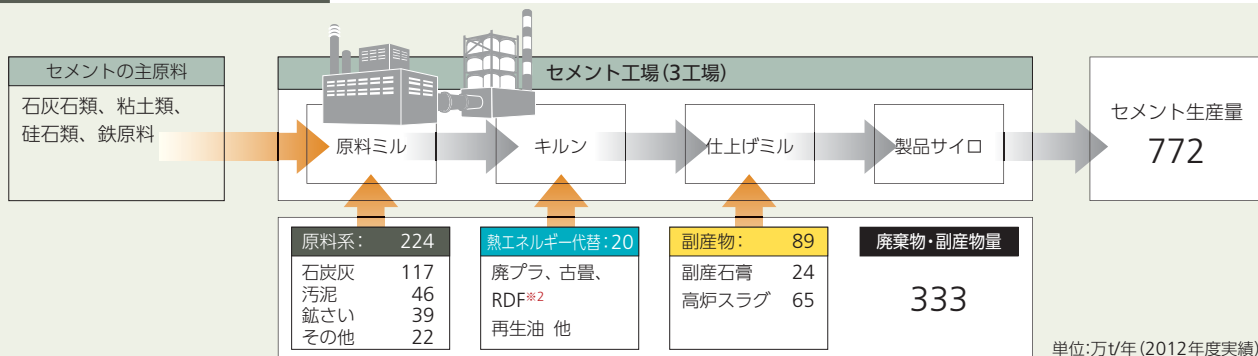 セメントの主原料
石灰石類、粘土類、
硅石類、鉄原料
セメント工場(3工場)
原料ミル
キルン
仕上げミル
製品サイロ
セメント生産量
772
原料系: 224
石炭灰 117
汚泥 46
鉱さい 39
その他 22
熱エネルギー代替:20
廃プラ、古畳、
RDF※2
再生油 他
副産物: 89
副産石膏 24
高炉スラグ 65
廃棄物・副産物量
333
単位:万t/年(2012年度実績)